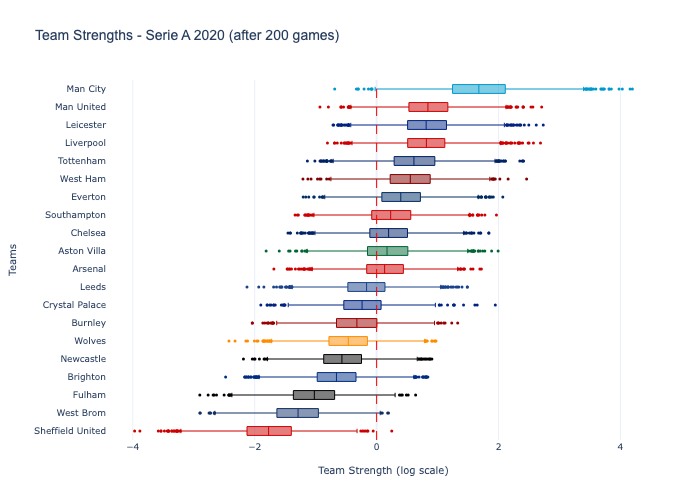 Team Strengths - Serie A 2020 (after 200 games)
Man City
Man United
Leicester
Liverpool
Tottenham
West Ham
Everton
Southampton
Chelsea
Aston Villa
Arsenal
Leeds
Crystal Palace
Burnley
Wolves
Newcastle
Brighton
Fulham
West Brom
Sheffield United
Teams
−4
−2
0
2
4
Team Strength (log scale)